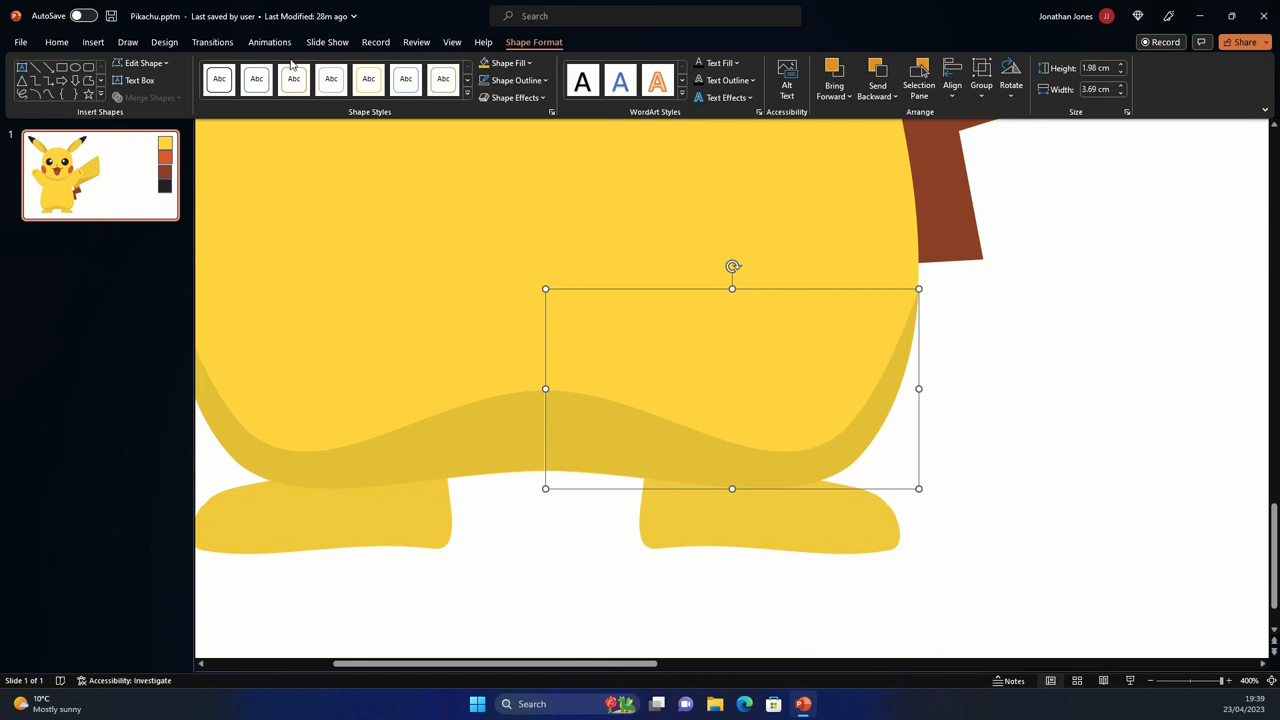 AutoSave Pikachu.pptm - Last saved by user • Last Modified: 28m ago Search Jonathan Jones JJ
File Home Insert Draw Design Transitions Animations Slide Show Record Review View Help Shape Format Record Share
Edit Shape Abc Abc Abc Abc Abc Abc Abc Shape Fill A A A Text Fill Height: 1.98 cm
Text Box Shape Outline Text Outline Alt Text Bring Forward Send Backward Selection Pane Align Group Rotate Width: 3.69 cm
Merge Shapes Shape Effects Text Effects
Insert Shapes Shape Styles WordArt Styles Accessibility Arrange Size
1
Slide 1 of 1 Accessibility: Investigate Notes 400%
10°C
Mostly sunny
Search
19:39
23/04/2023